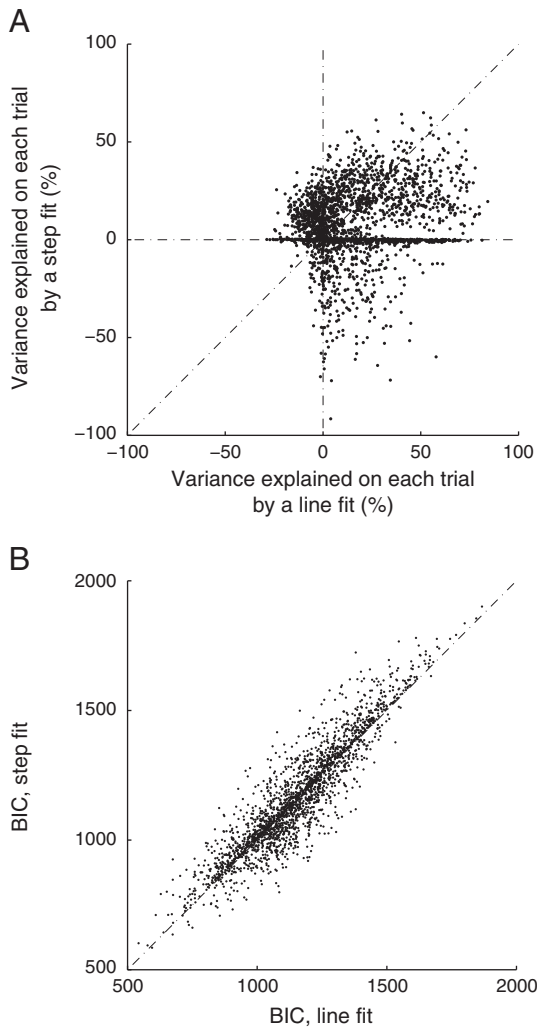 A
Variance explained on each trial
by a step fit (%)
100
50
0
−50
−100
−100 −50 0 50 100
Variance explained on each trial
by a line fit (%)
B
BIC, step fit
2000
1500
1000
500
500 1000 1500 2000
BIC, line fit